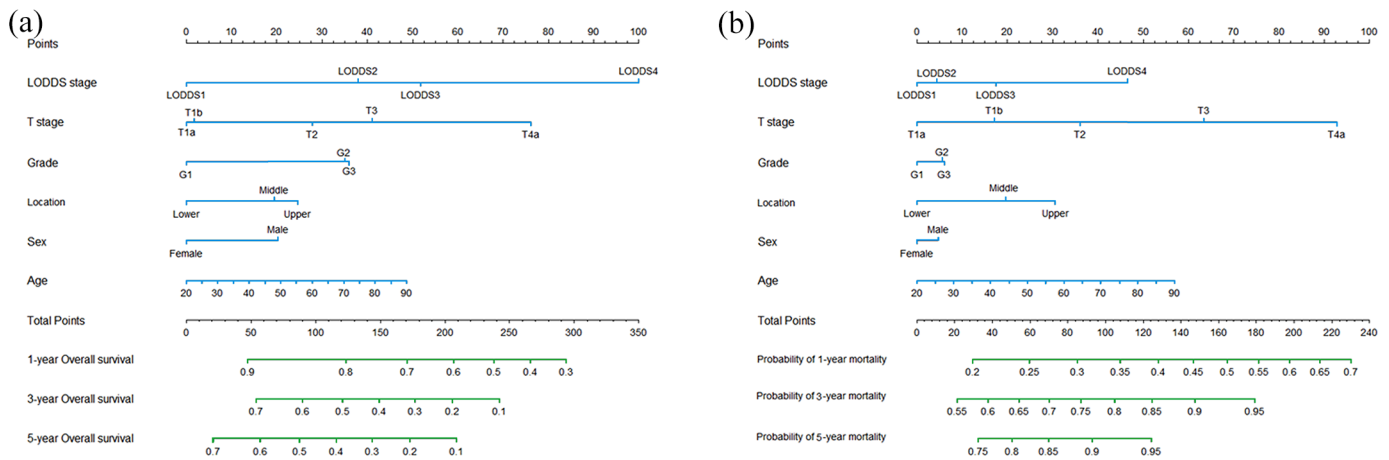 (a)
Points
0 10 20 30 40 50 60 70 80 90 100
LODDS2 LODDS4
LODDS stage
LODDS1 LODDS3
T1b T3
T stage
T1a T2 T4a
G2
Grade
G1 G3
Middle
Location
Lower Upper
Male
Sex
Female
Age
20 30 40 50 60 70 80 90
Total Points
0 50 100 150 200 250 300 350
1-year Overall survival
0.9 0.8 0.7 0.6 0.5 0.4 0.3
3-year Overall survival
0.7 0.6 0.5 0.4 0.3 0.2 0.1
5-year Overall survival
0.7 0.6 0.5 0.4 0.3 0.2 0.1
(b)
Points
0 10 20 30 40 50 60 70 80 90 100
LODDS2 LODDS4
LODDS stage
LODDS1 LODDS3
T1b T3
T stage
T1a T2 T4a
G2
Grade
G1 G3
Middle
Location
Lower Upper
Male
Sex
Female
Age
20 30 40 50 60 70 80 90
Total Points
0 20 40 60 80 100 120 140 160 180 200 220 240
Probability of 1-year mortality
0.2 0.25 0.3 0.35 0.4 0.45 0.5 0.55 0.6 0.65 0.7
Probability of 3-year mortality
0.55 0.6 0.65 0.7 0.75 0.8 0.85 0.9 0.95
Probability of 5-year mortality
0.75 0.8 0.85 0.9 0.95